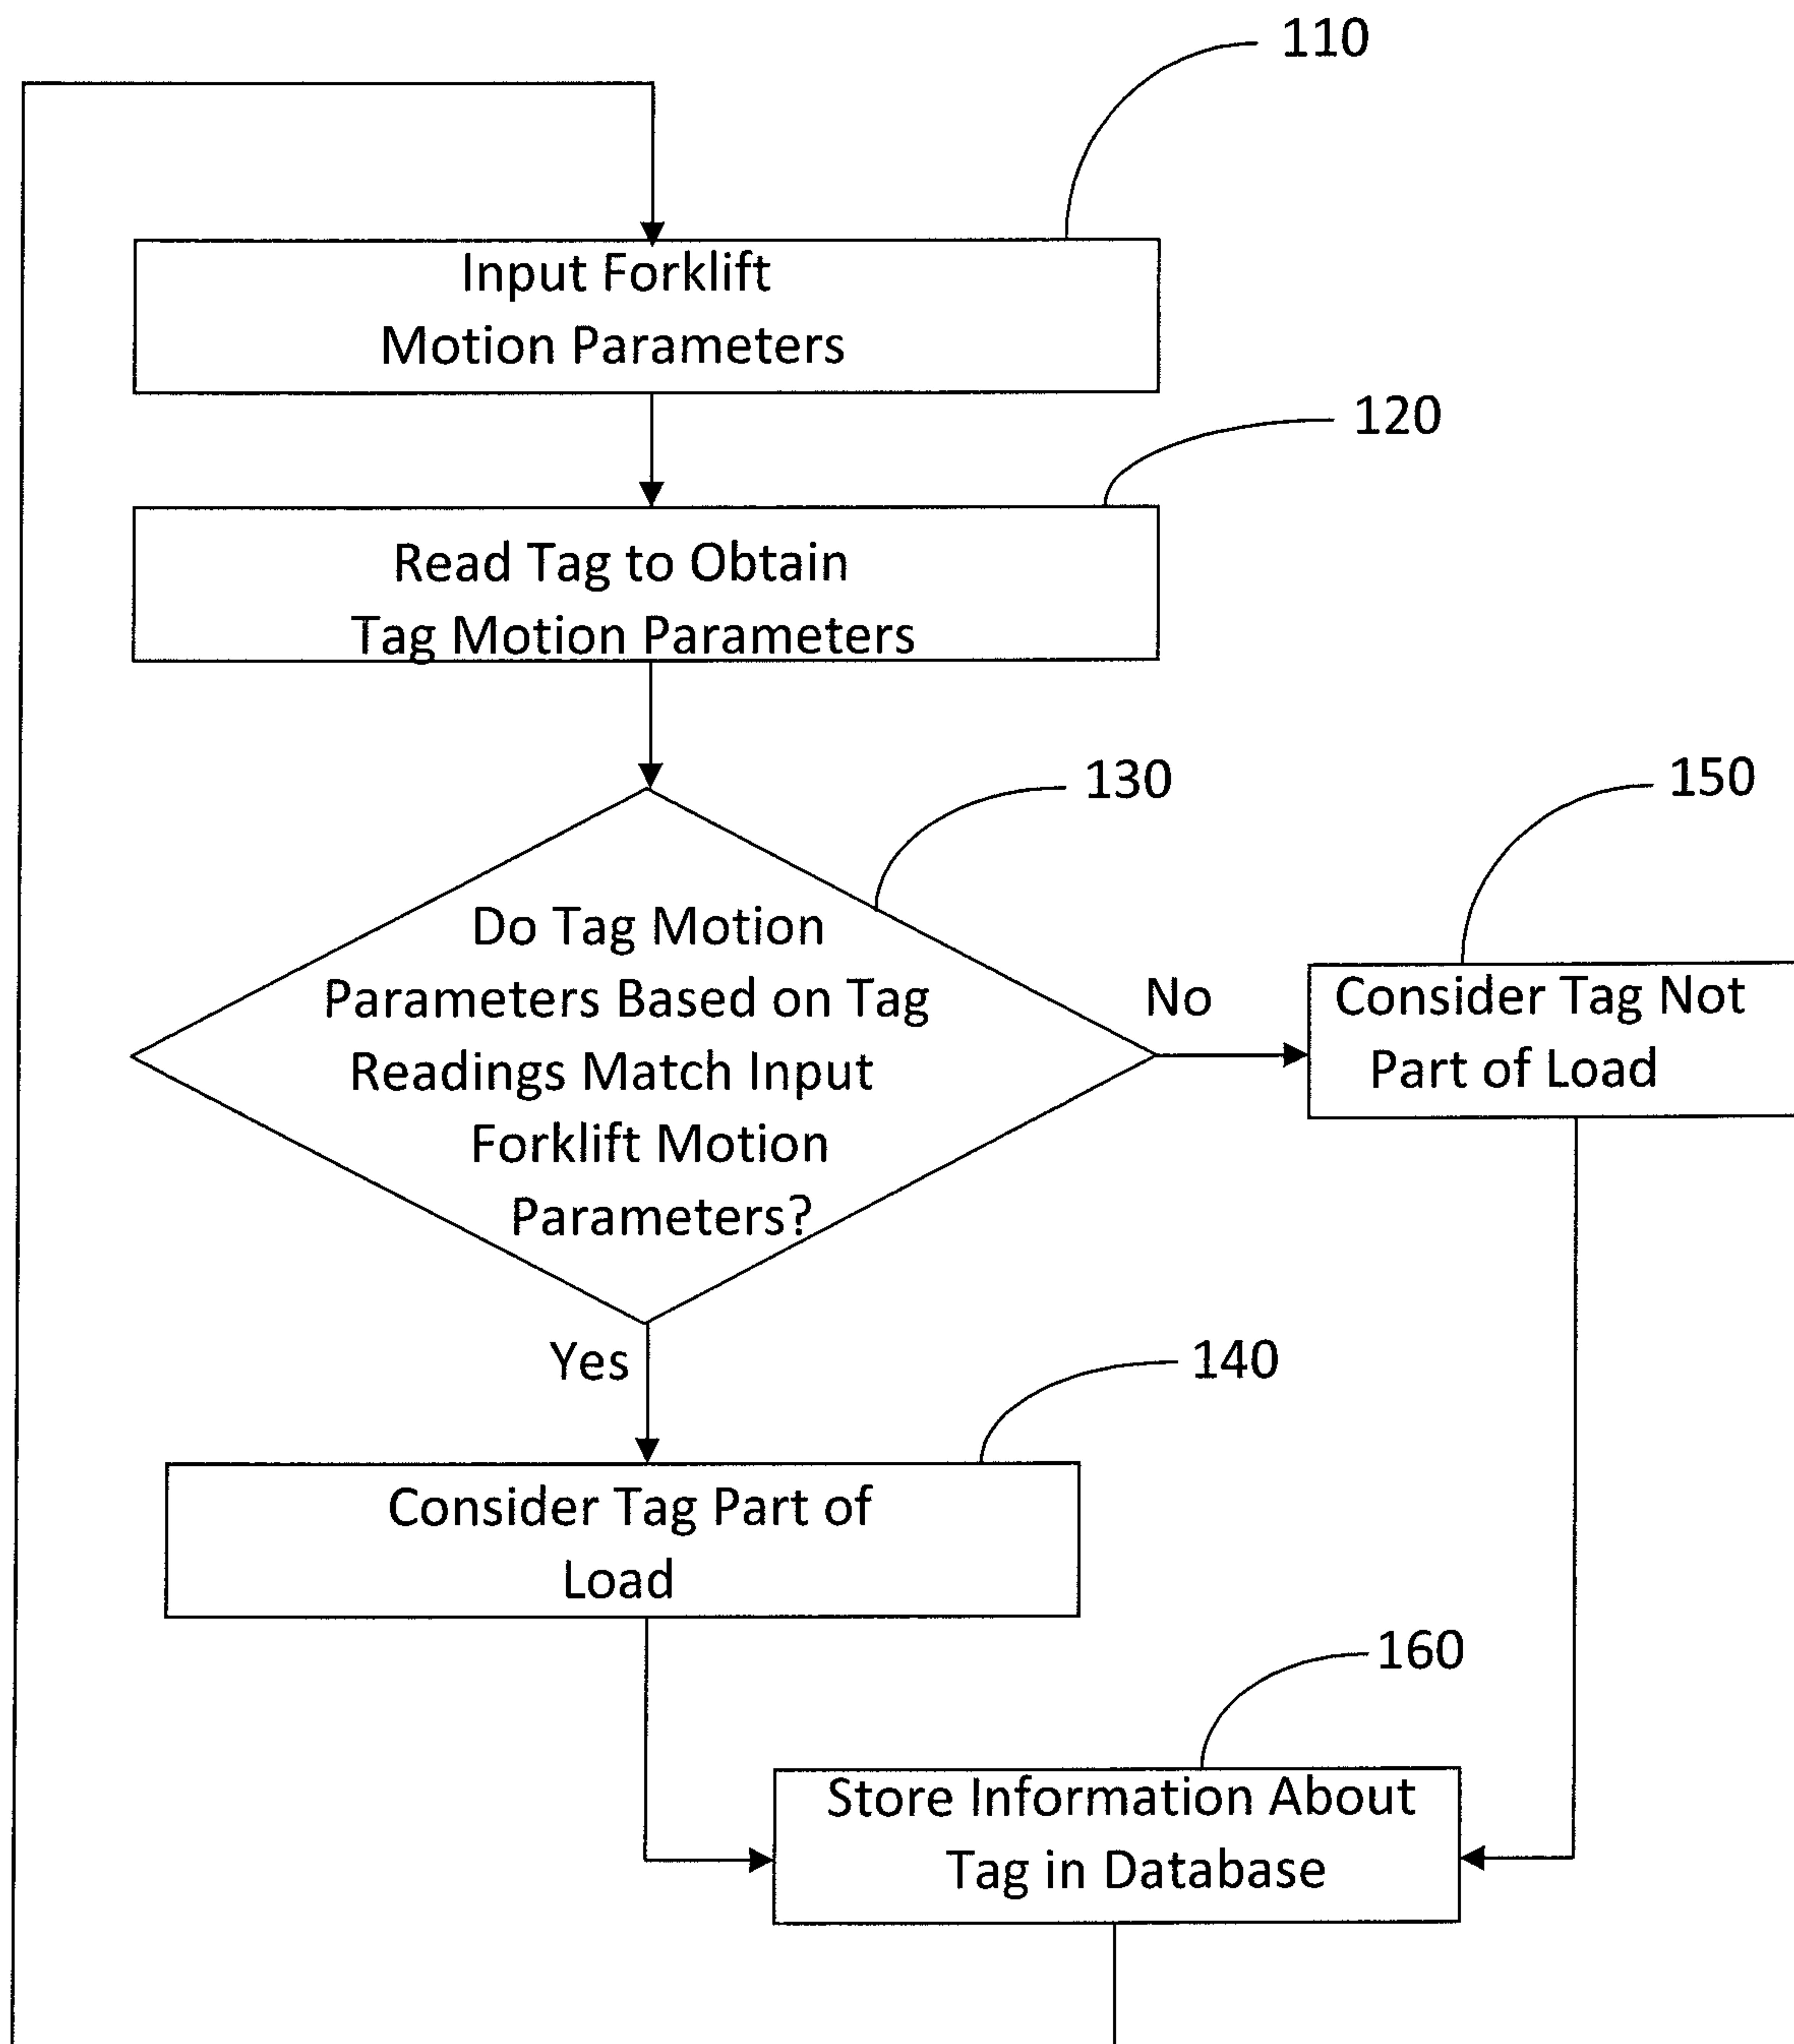 110
Input Forklift
Motion Parameters
120
Read Tag to Obtain
Tag Motion Parameters
130
150
Do Tag Motion
Parameters Based on Tag
Readings Match Input
Forklift Motion
Parameters?
No
Consider Tag Not
Part of Load
Yes
140
Consider Tag Part of
Load
160
Store Information About
Tag in Database